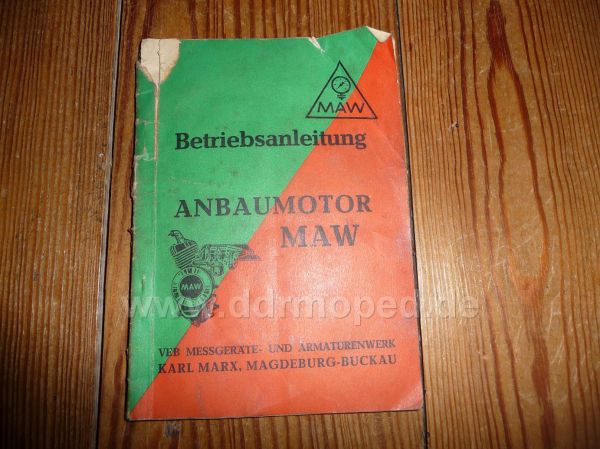 MAW
Betriebsanleitung
ANBAUMOTOR
MAW
MAW
www.ddrmoped.de
VEB MESSGERÄTE- UND ARMATURENWERK
KARL MARX, MAGDEBURG-BUCKAU